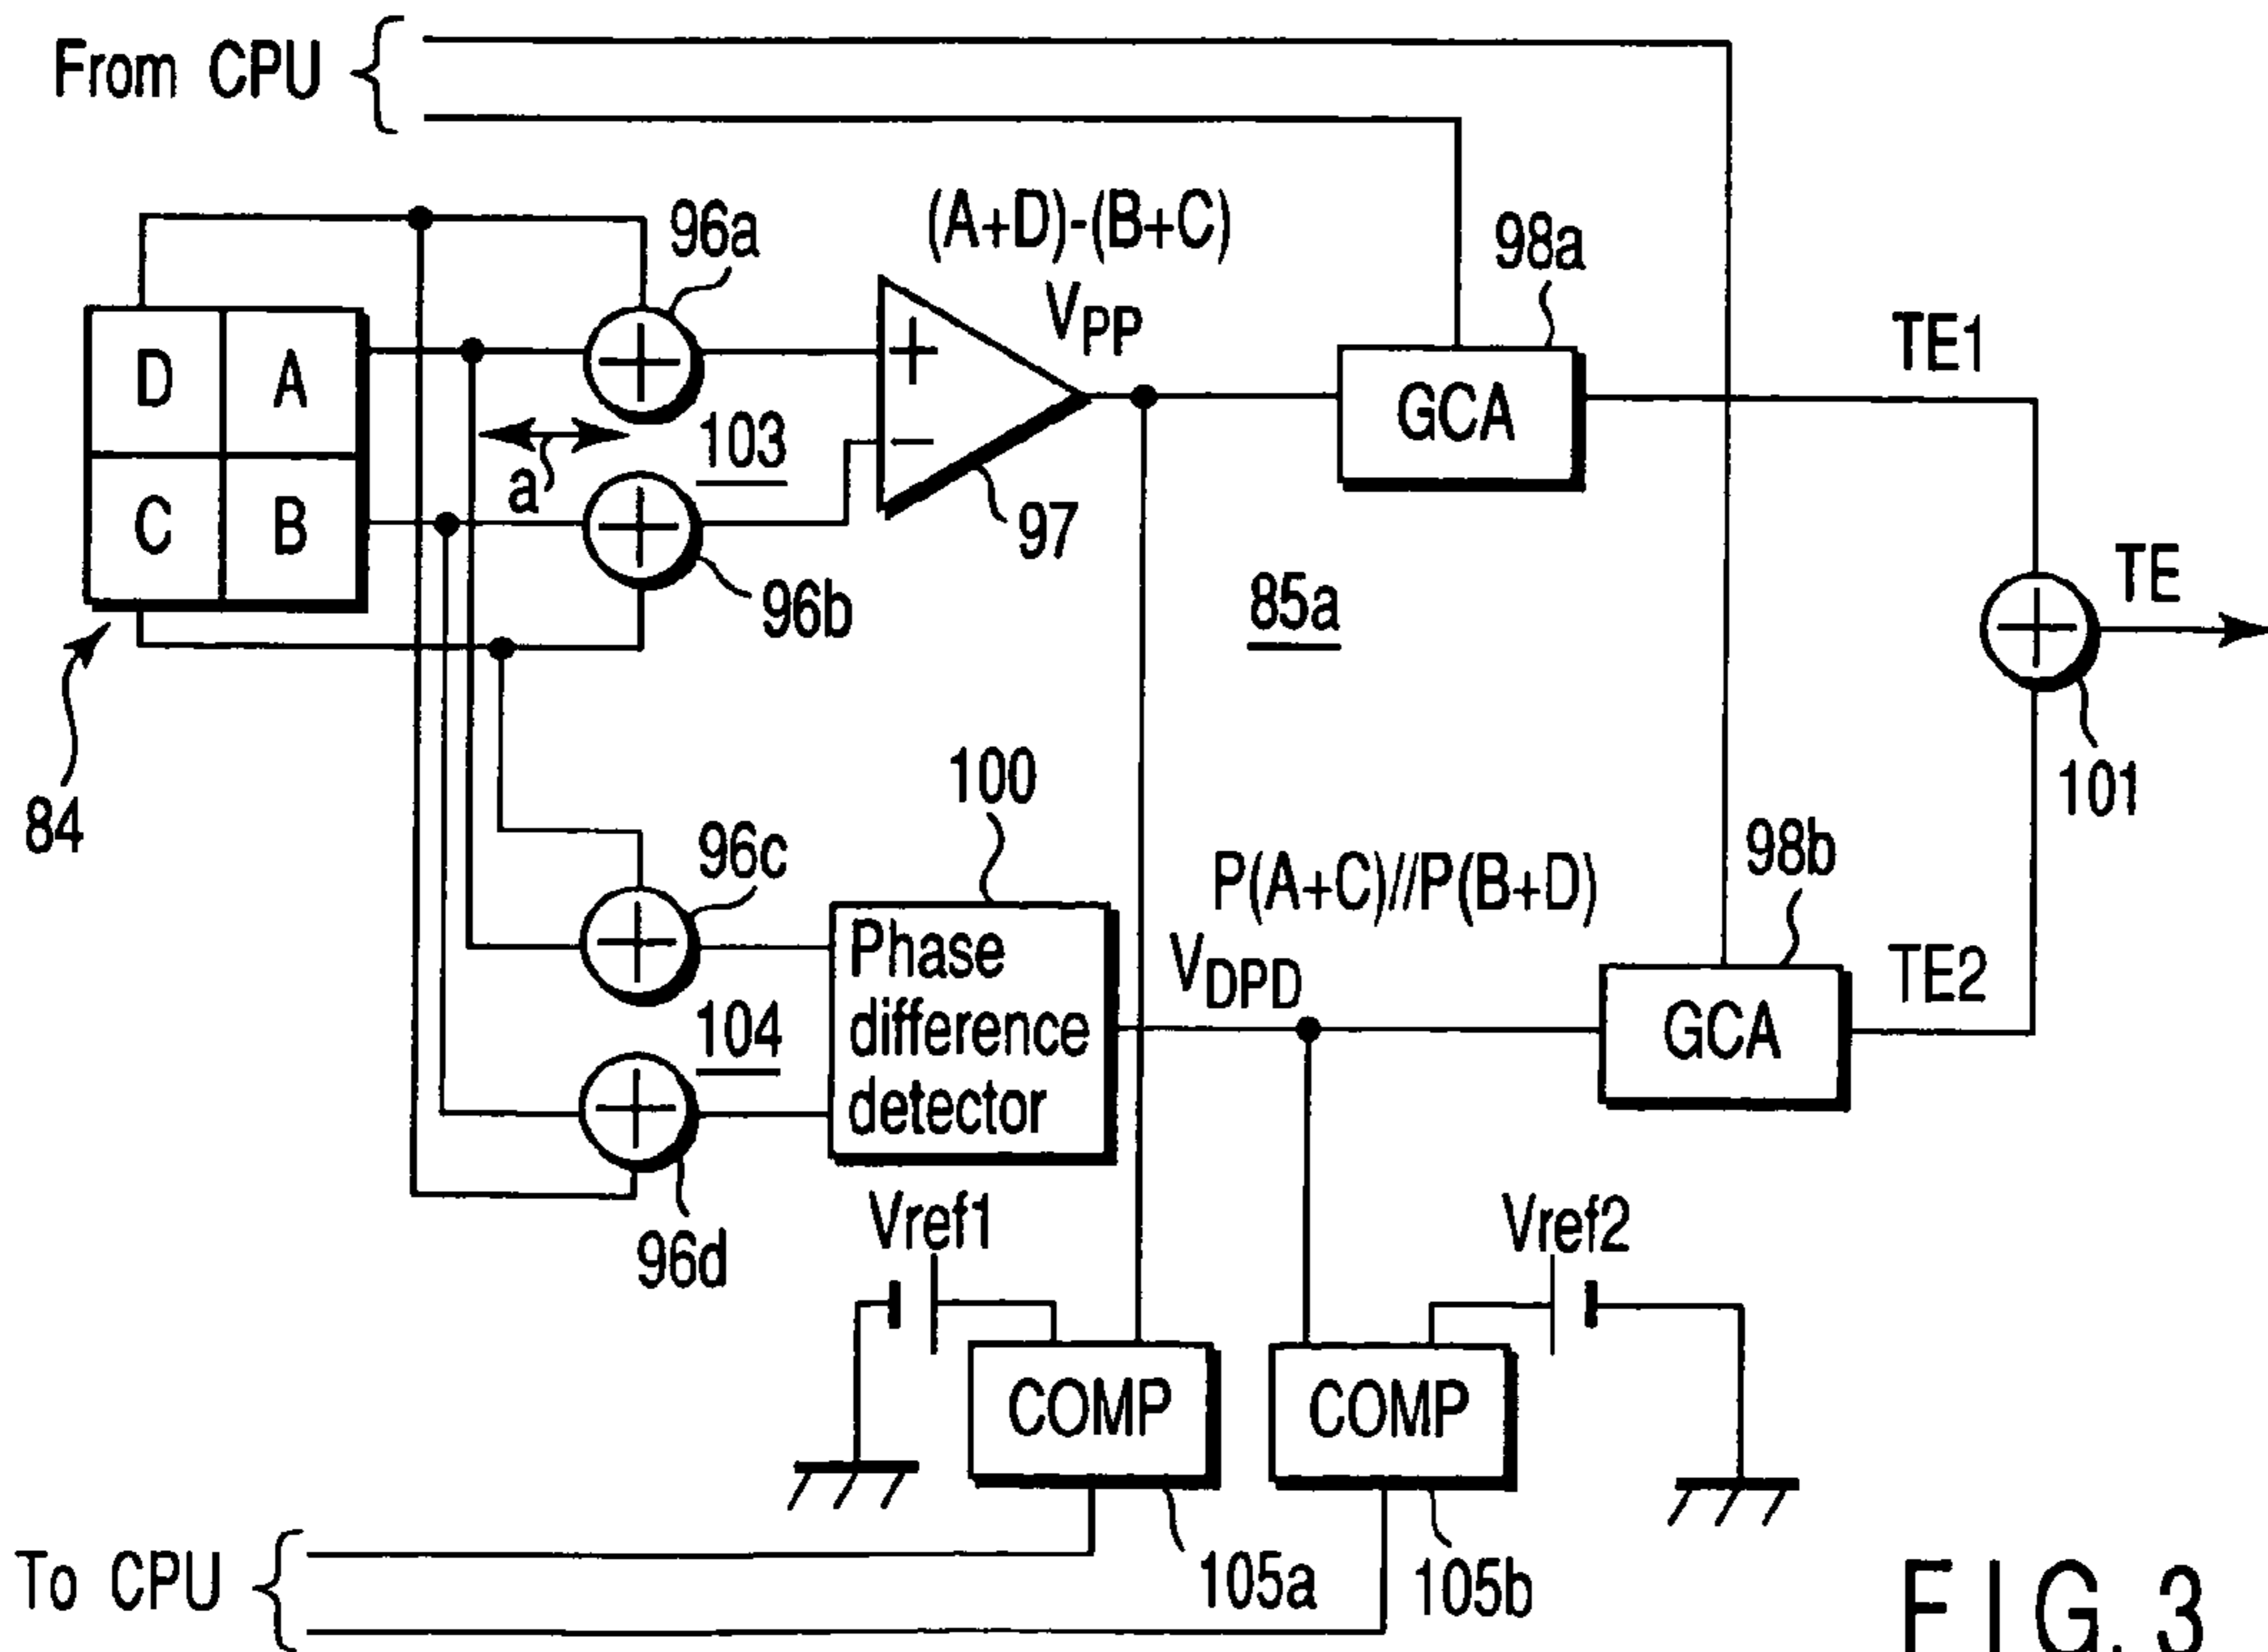 From CPU
96a
(A+D)-(B+C)
VPP
98a
TE1
D
A
GCA
103
a
C
B
97
96b
85a
TE
84
100
101
96c
P(A+C)//P(B+D)
98b
VDPD
TE2
Phase
difference
detector
GCA
104
96d
Vref1
Vref2
COMP
COMP
To CPU
105a
105b
FIG. 3